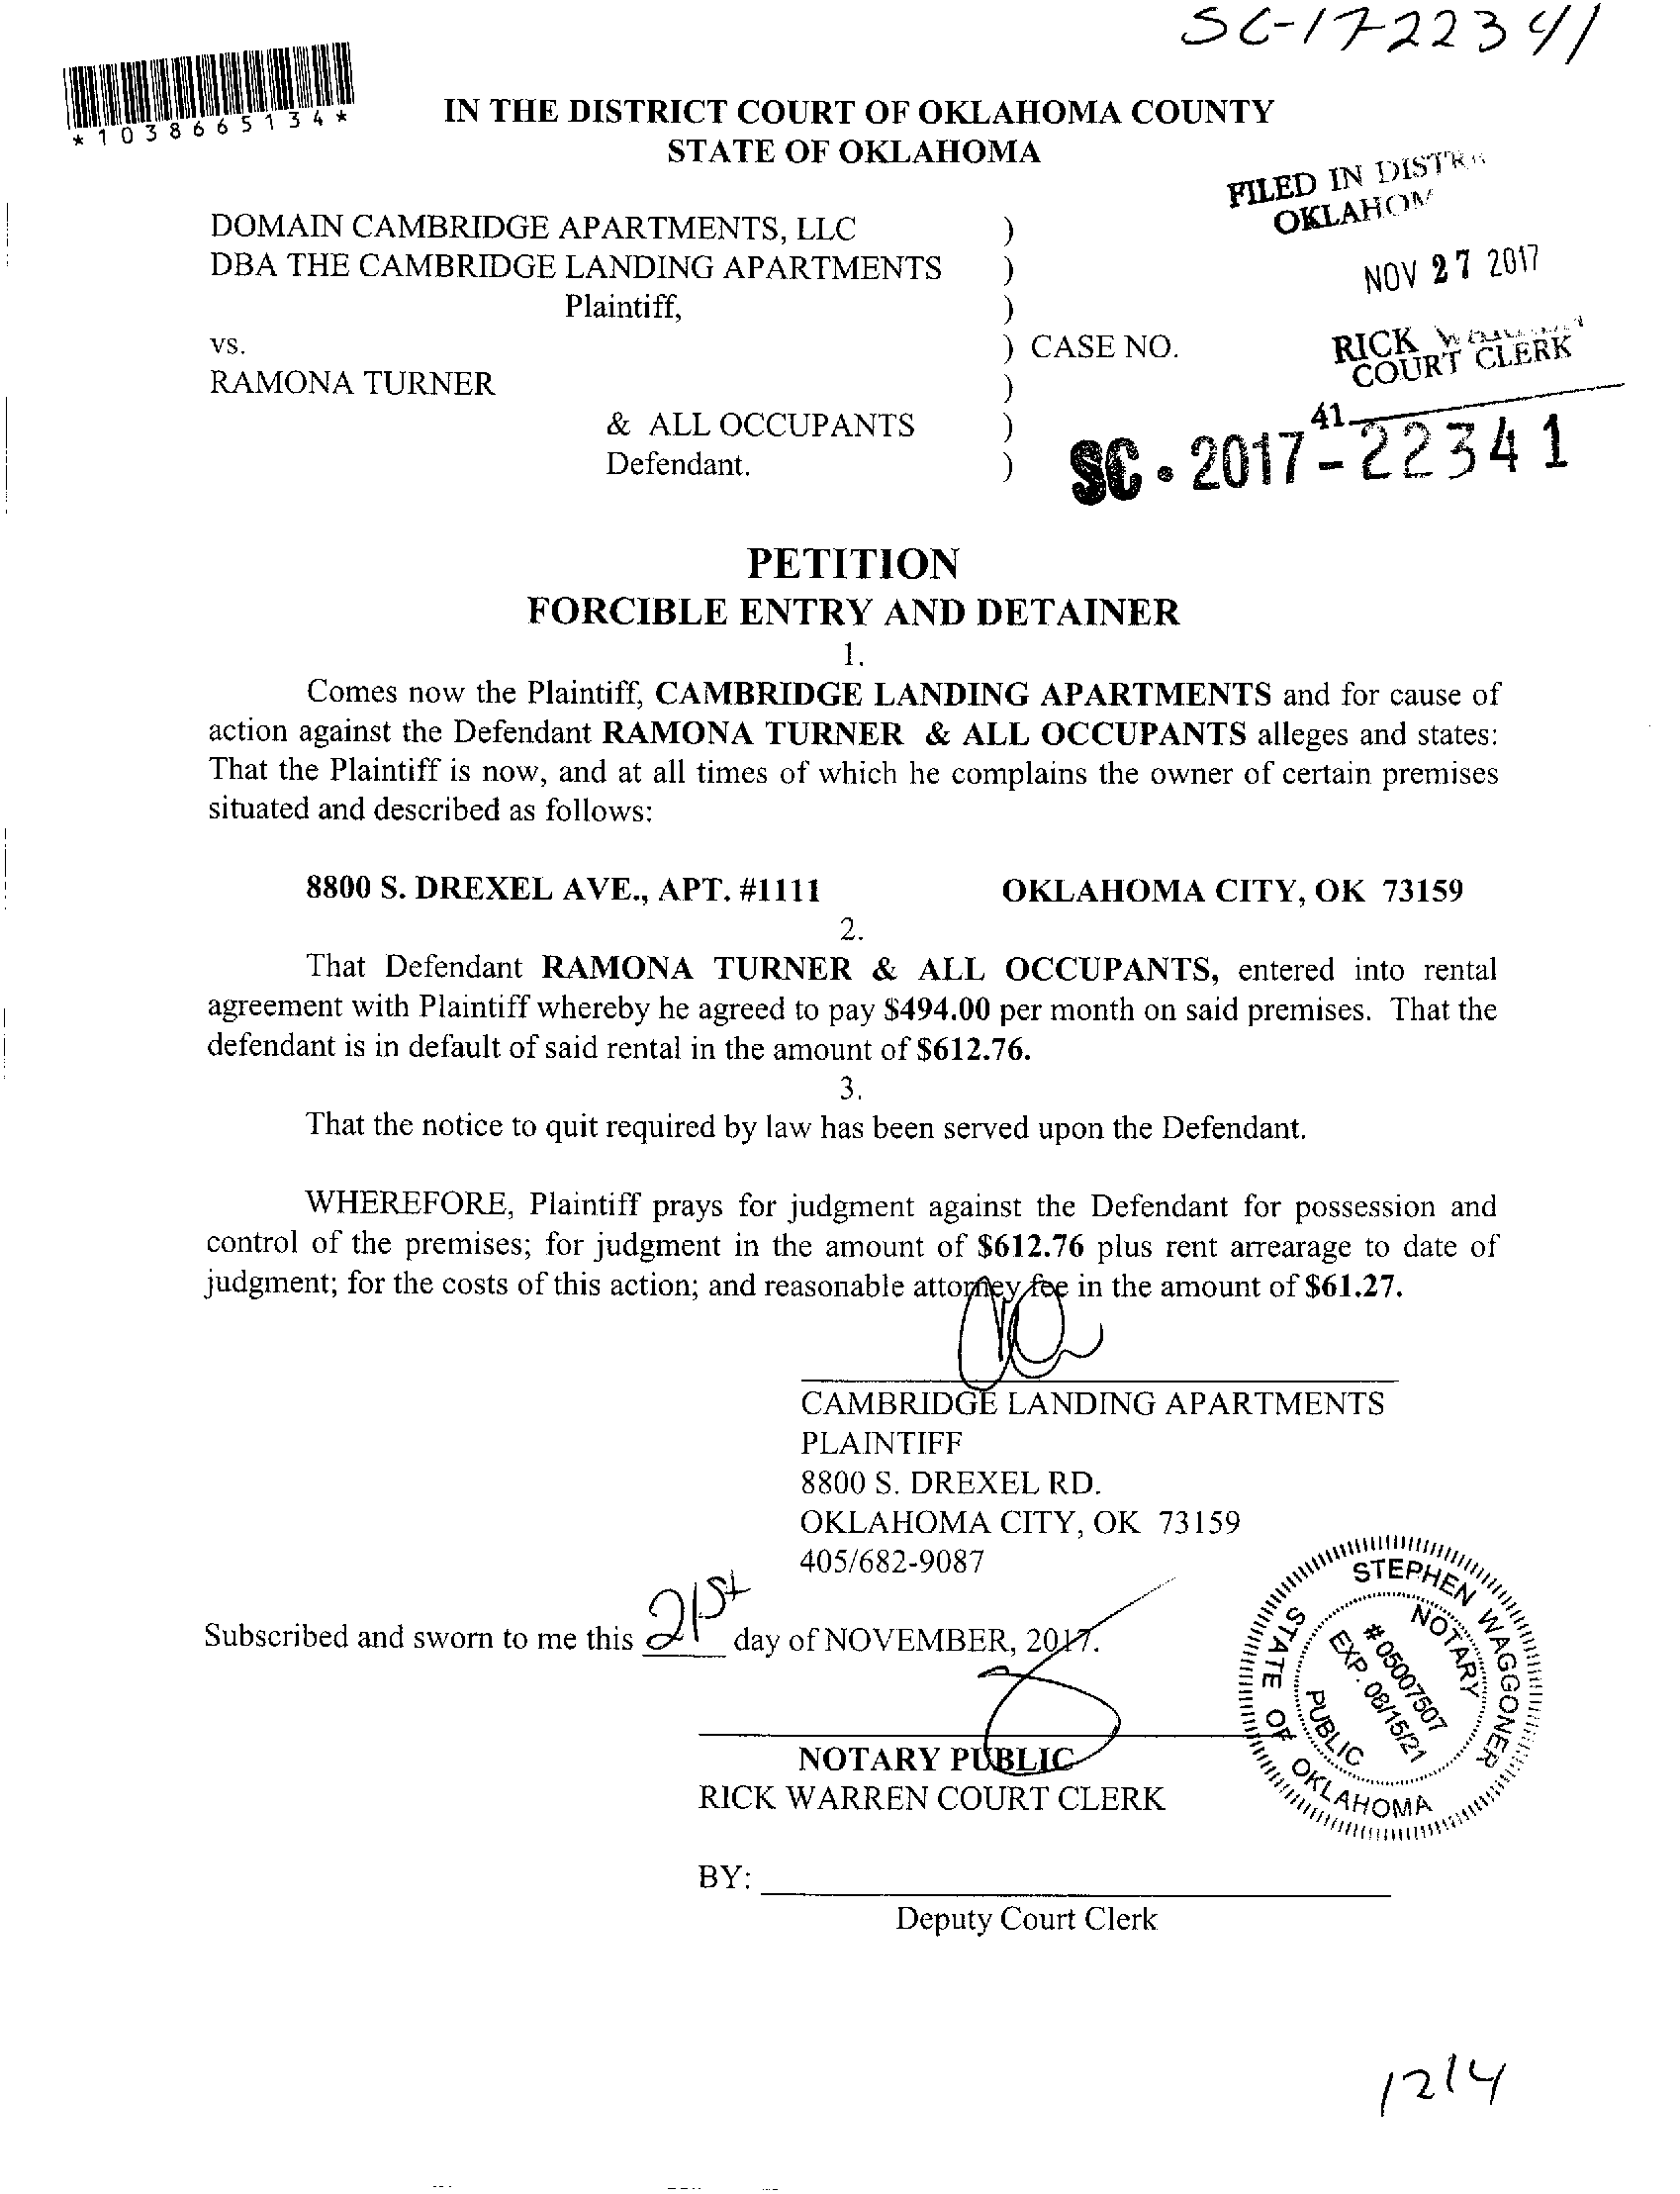 SC-17-22341
*1038665134*
IN THE DISTRICT COURT OF OKLAHOMA COUNTY
STATE OF OKLAHOMA
FILED IN DISTR
OKLAHOM
NOV 27 2017
RICK
COURT CLERK
41
DOMAIN CAMBRIDGE APARTMENTS, LLC )
DBA THE CAMBRIDGE LANDING APARTMENTS )
Plaintiff, )
vs. ) CASE NO.
RAMONA TURNER )
& ALL OCCUPANTS )
Defendant. )
SC - 2017-22341
PETITION
FORCIBLE ENTRY AND DETAINER
1.
Comes now the Plaintiff, CAMBRIDGE LANDING APARTMENTS and for cause of
action against the Defendant RAMONA TURNER & ALL OCCUPANTS alleges and states:
That the Plaintiff is now, and at all times of which he complains the owner of certain premises
situated and described as follows:
8800 S. DREXEL AVE., APT. #1111 OKLAHOMA CITY, OK 73159
2.
That Defendant RAMONA TURNER & ALL OCCUPANTS, entered into rental
agreement with Plaintiff whereby he agreed to pay $494.00 per month on said premises. That the
defendant is in default of said rental in the amount of $612.76.
3.
That the notice to quit required by law has been served upon the Defendant.
WHEREFORE, Plaintiff prays for judgment against the Defendant for possession and
control of the premises; for judgment in the amount of $612.76 plus rent arrearage to date of
judgment; for the costs of this action; and reasonable attorney fee in the amount of $61.27.
CAMBRIDGE LANDING APARTMENTS
PLAINTIFF
8800 S. DREXEL RD.
OKLAHOMA CITY, OK 73159
405/682-9087
Subscribed and sworn to me this 21st day of NOVEMBER, 2017.
NOTARY PUBLIC
RICK WARREN COURT CLERK
BY:
Deputy Court Clerk
STEPHEN WAGGONER
NOTARY
#05007507
EXP. 08/15/21
PUBLIC
STATE OF OKLAHOMA
1214